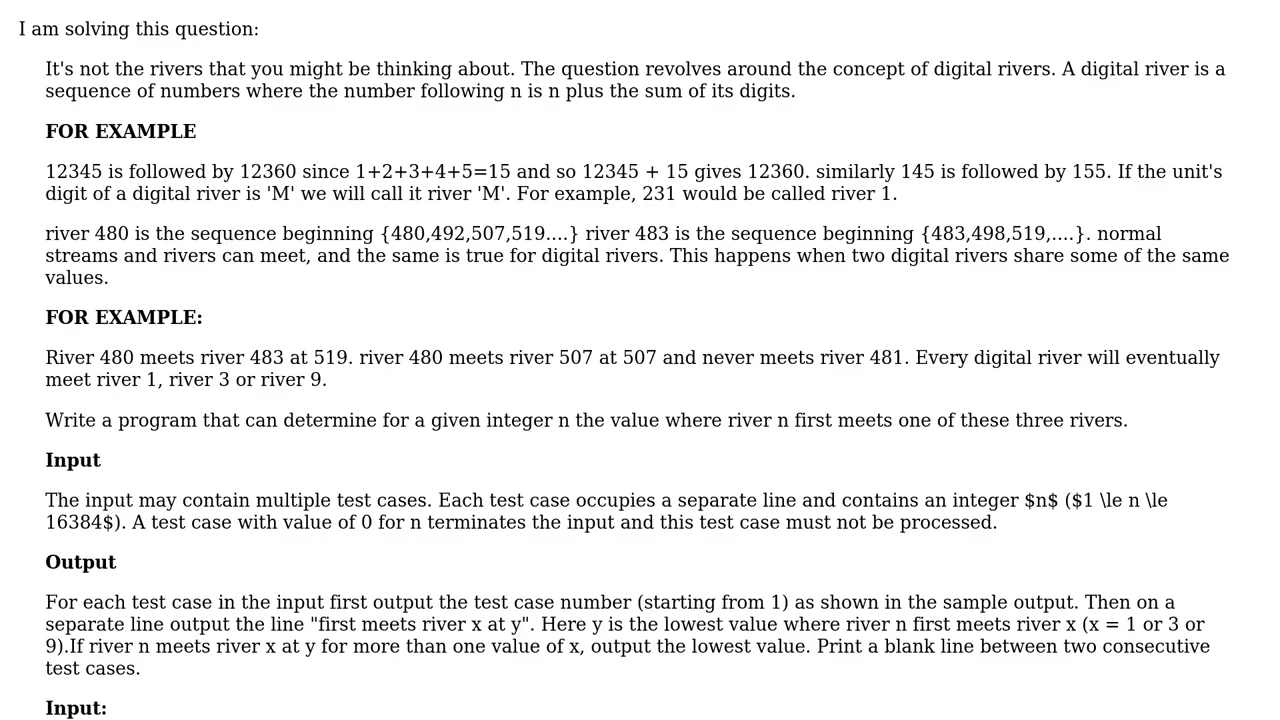 I am solving this question:
It's not the rivers that you might be thinking about. The question revolves around the concept of digital rivers. A digital river is a
sequence of numbers where the number following n is n plus the sum of its digits.
FOR EXAMPLE
12345 is followed by 12360 since 1+2+3+4+5=15 and so 12345 + 15 gives 12360. similarly 145 is followed by 155. If the unit's
digit of a digital river is 'M' we will call it river 'M'. For example, 231 would be called river 1.
river 480 is the sequence beginning {480,492,507,519....} river 483 is the sequence beginning {483,498,519,....}. normal
streams and rivers can meet, and the same is true for digital rivers. This happens when two digital rivers share some of the same
values.
FOR EXAMPLE:
River 480 meets river 483 at 519. river 480 meets river 507 at 507 and never meets river 481. Every digital river will eventually
meet river 1, river 3 or river 9.
Write a program that can determine for a given integer n the value where river n first meets one of these three rivers.
Input
The input may contain multiple test cases. Each test case occupies a separate line and contains an integer $n$ ($1 \le n \le
16384$). A test case with value of 0 for n terminates the input and this test case must not be processed.
Output
For each test case in the input first output the test case number (starting from 1) as shown in the sample output. Then on a
separate line output the line "first meets river x at y". Here y is the lowest value where river n first meets river x (x = 1 or 3 or
9).If river n meets river x at y for more than one value of x, output the lowest value. Print a blank line between two consecutive
test cases.
Input: